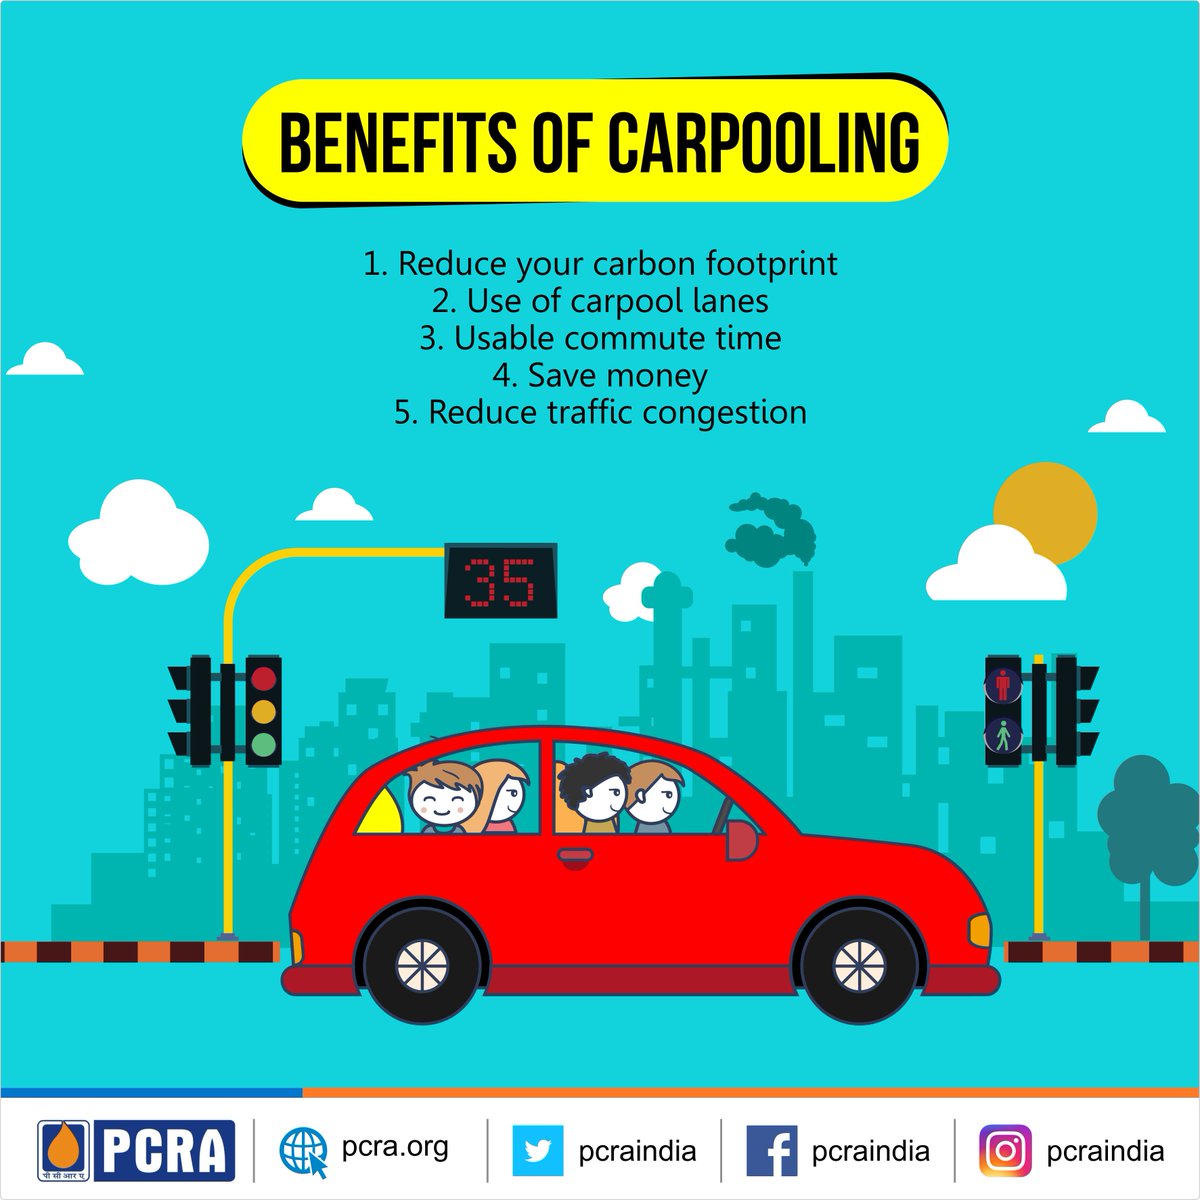 BENEFITS OF CARPOOLING
1. Reduce your carbon footprint
2. Use of carpool lanes
3. Usable commute time
4. Save money
5. Reduce traffic congestion
35
PCRA
पी सी आर ए
pcra.org
pcraindia
pcraindia
pcraindia